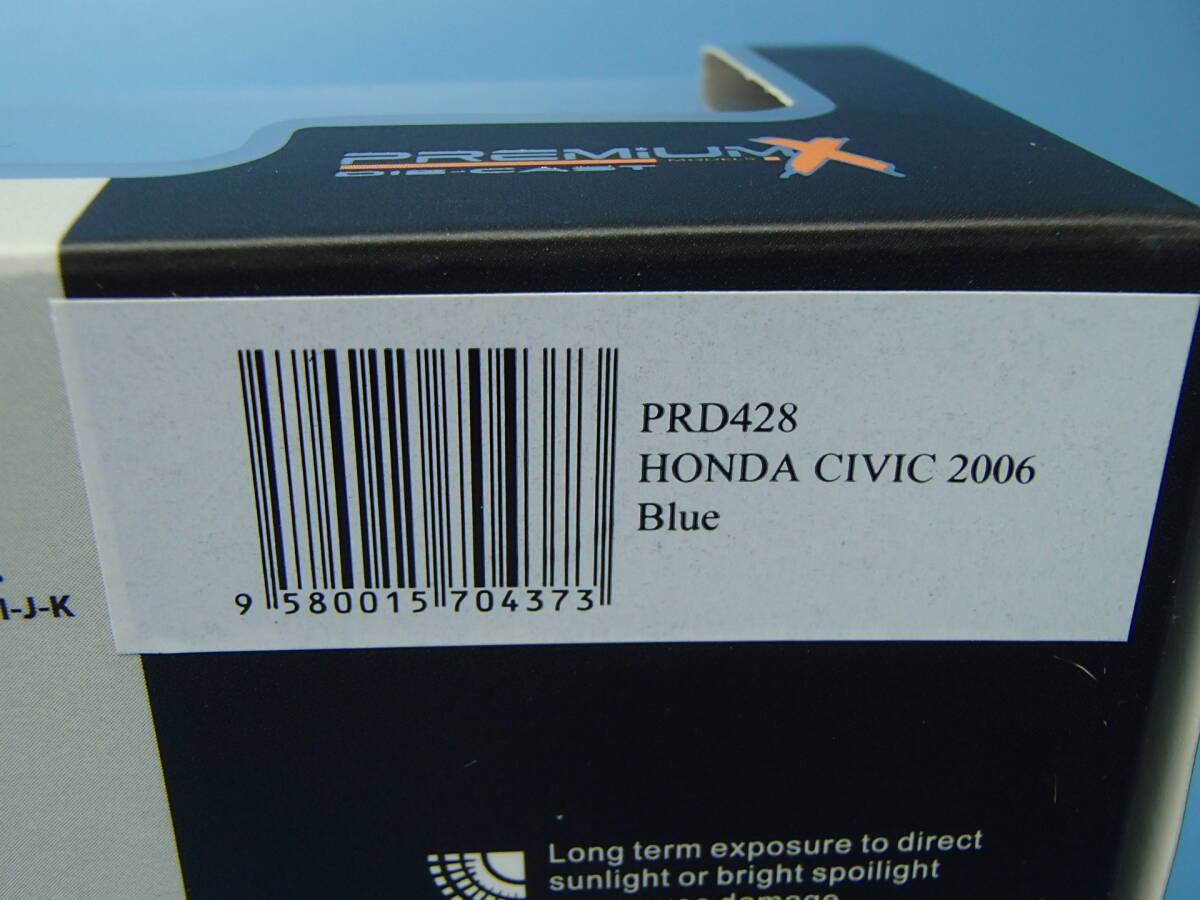 PREMIUM X
DIE-CAST MODELS
PRD428
HONDA CIVIC 2006
Blue
9 580015 704373
-J-K
Long term exposure to direct
sunlight or bright spoilight
damage